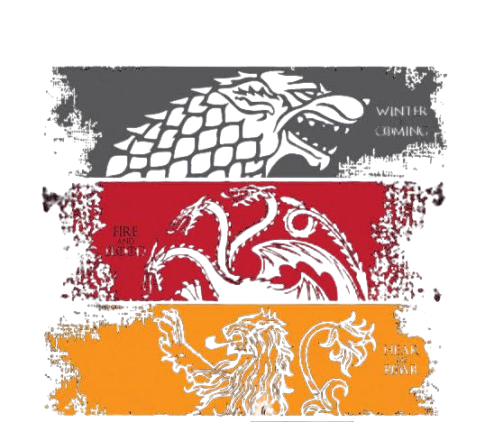 WINTER
COMING
FIRE
AND
BLOOD
HEAR
ROAR